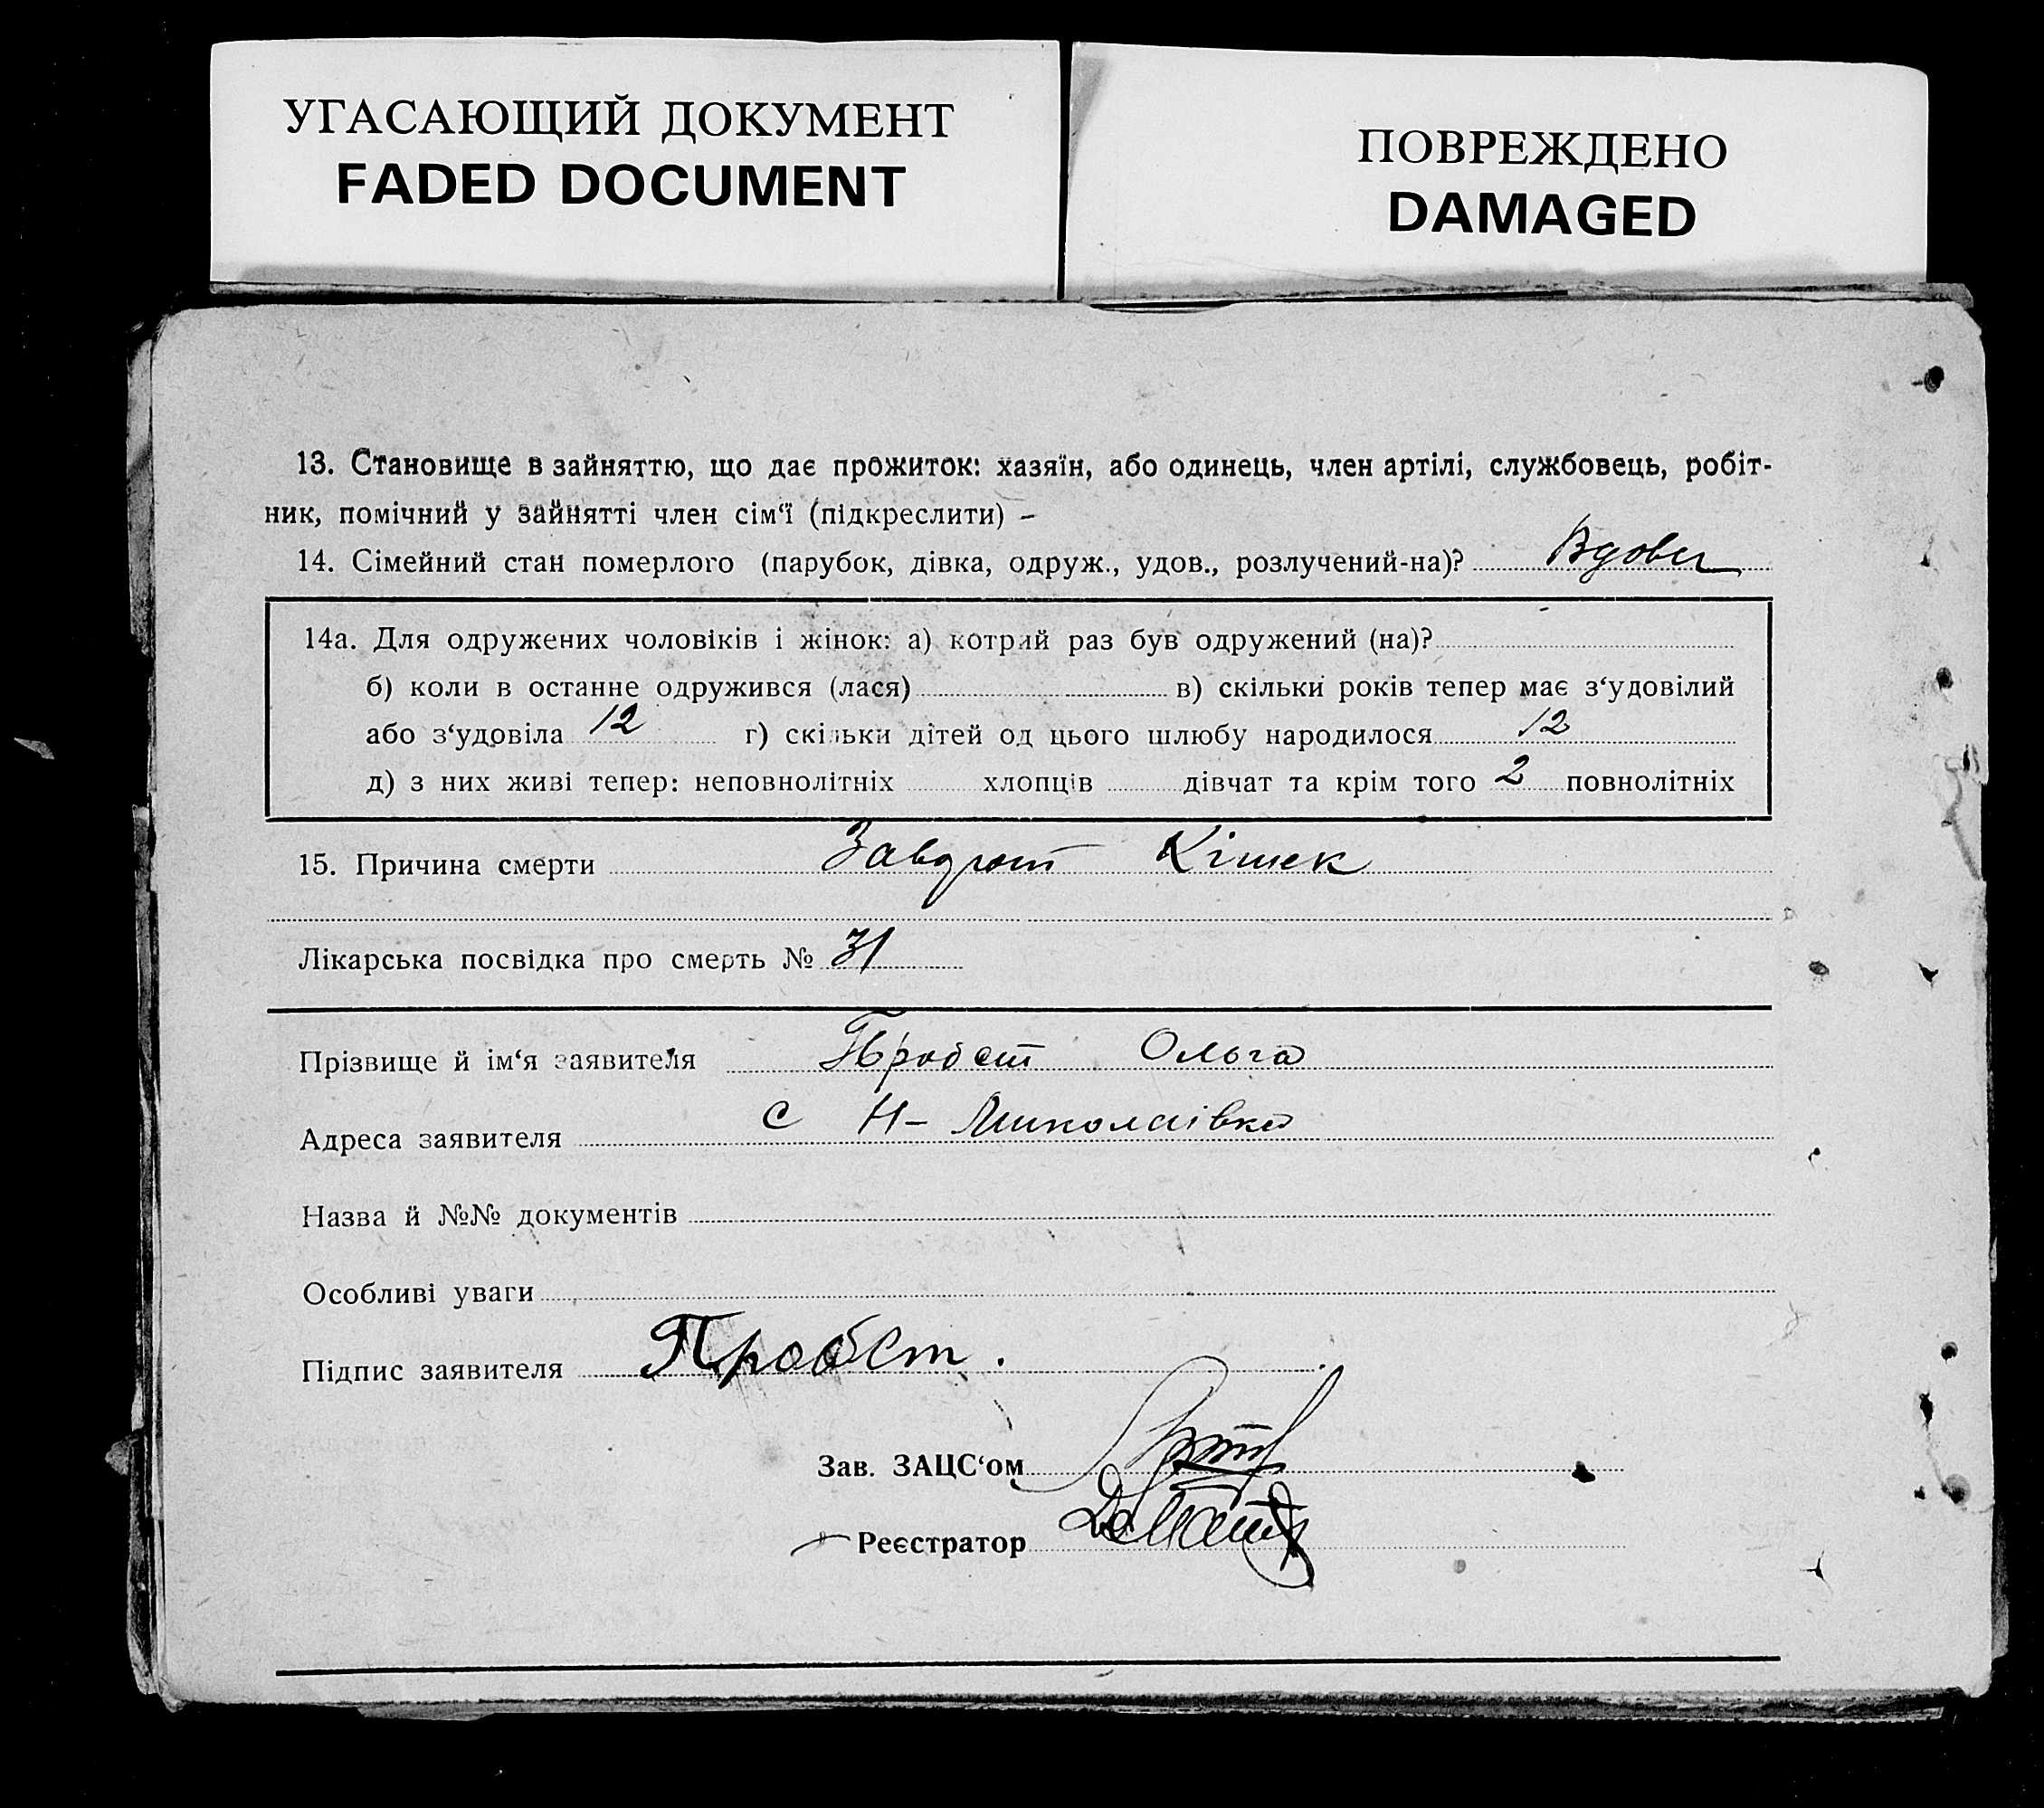 УГАСАЮЩИЙ ДОКУМЕНТ
FADED DOCUMENT
ПОВРЕЖДЕНО
DAMAGED
13. Становище в зайняттю, що дає прожиток: хазяїн, або одинець, член артілі, службовець, робіт-
ник, помічний у зайнятті член сім‘ї (підкреслити) –
14. Сімейний стан померлого (парубок, дівка, одруж., удов., розлучений-на)?
14а. Для одружених чоловіків і жінок: а) котрий раз був одружений (на)?
б) коли в останне одружився (лася) в) скільки років тепер має з‘удовілий
або з‘удовіла 12 г) скільки дітей од цього шлюбу народилося 12
д) з них живі тепер: неповнолітніх хлопців дівчат та крім того 2 повнолітніх
15. Причина смерти Кішек
Лікарська посвідка про смерть № 31
Прізвище й ім‘я заявителя Пробст Ольга
Адреса заявителя с Н- Миколаівка
Назва й №№ документів
Особливі уваги
Підпис заявителя Пробст.
Зав. ЗАЦС‘ом
Реєстратор